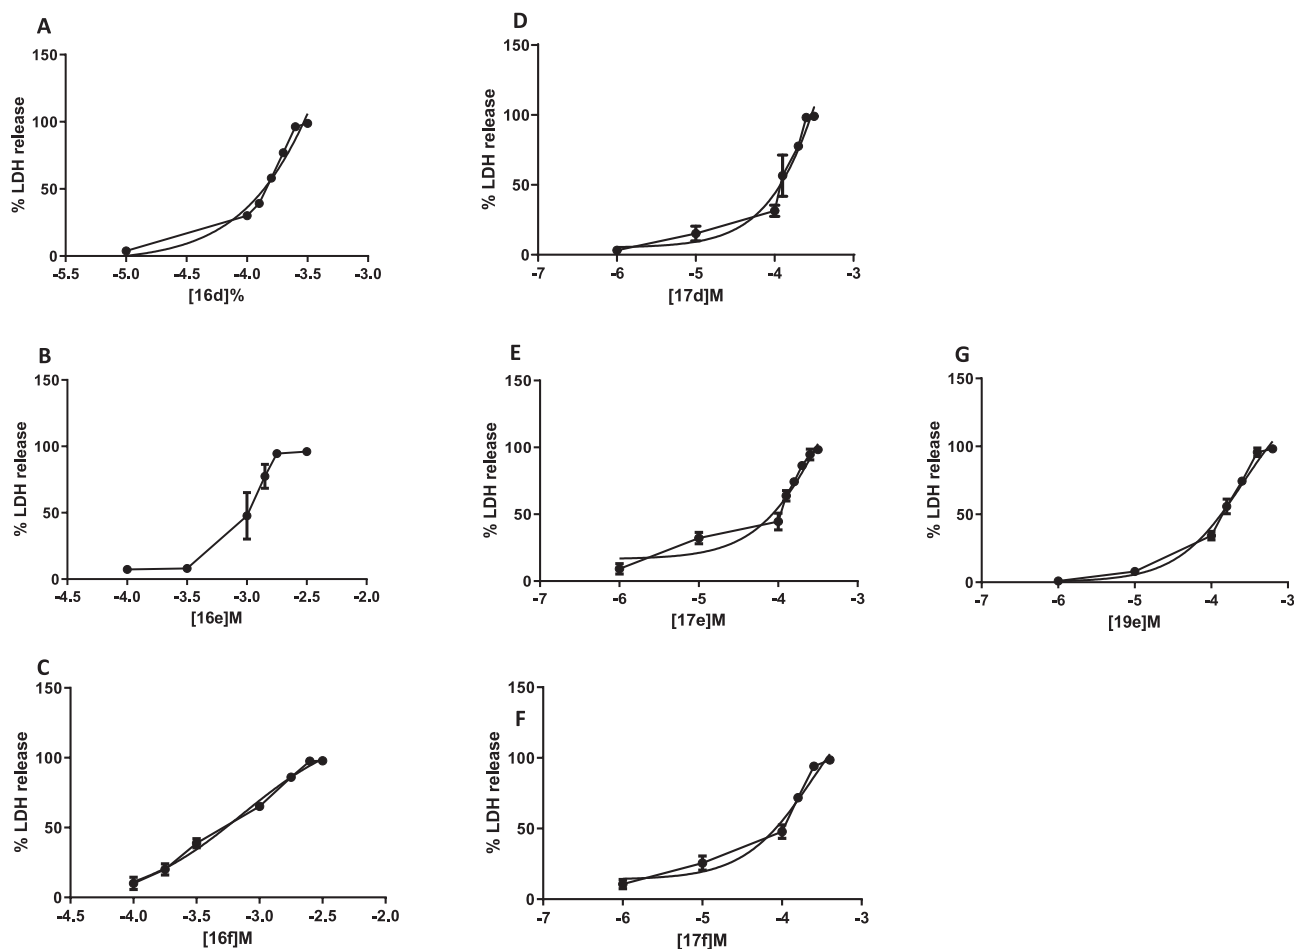 A
% LDH release
150
100
50
0
-5.5 -5.0 -4.5 -4.0 -3.5 -3.0
[16d]%
D
% LDH release
150
100
50
0
-7 -6 -5 -4 -3
[17d]M
B
% LDH release
150
100
50
0
-4.5 -4.0 -3.5 -3.0 -2.5 -2.0
[16e]M
E
% LDH release
150
100
50
0
-7 -6 -5 -4 -3
[17e]M
G
% LDH release
150
100
50
0
-7 -6 -5 -4 -3
[19e]M
C
% LDH release
150
100
50
0
-4.5 -4.0 -3.5 -3.0 -2.5 -2.0
[16f]M
F
% LDH release
150
100
50
0
-7 -6 -5 -4 -3
[17f]M